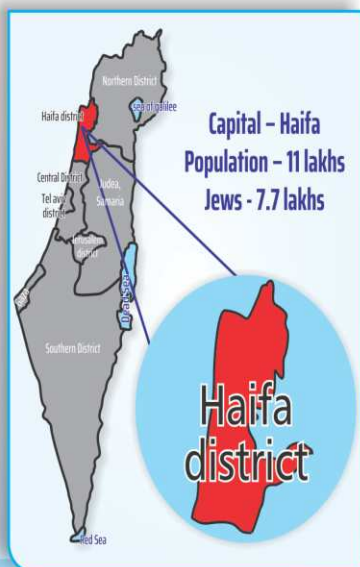 Northern District
sea of galilee
Haifa district
Capital – Haifa
Population – 11 lakhs
Jews - 7.7 lakhs
Central District
Judea,
Samaria
Tel aviv
district
Jerusalem
district
Dead Sea
Southern District
Haifa
district
Red Sea